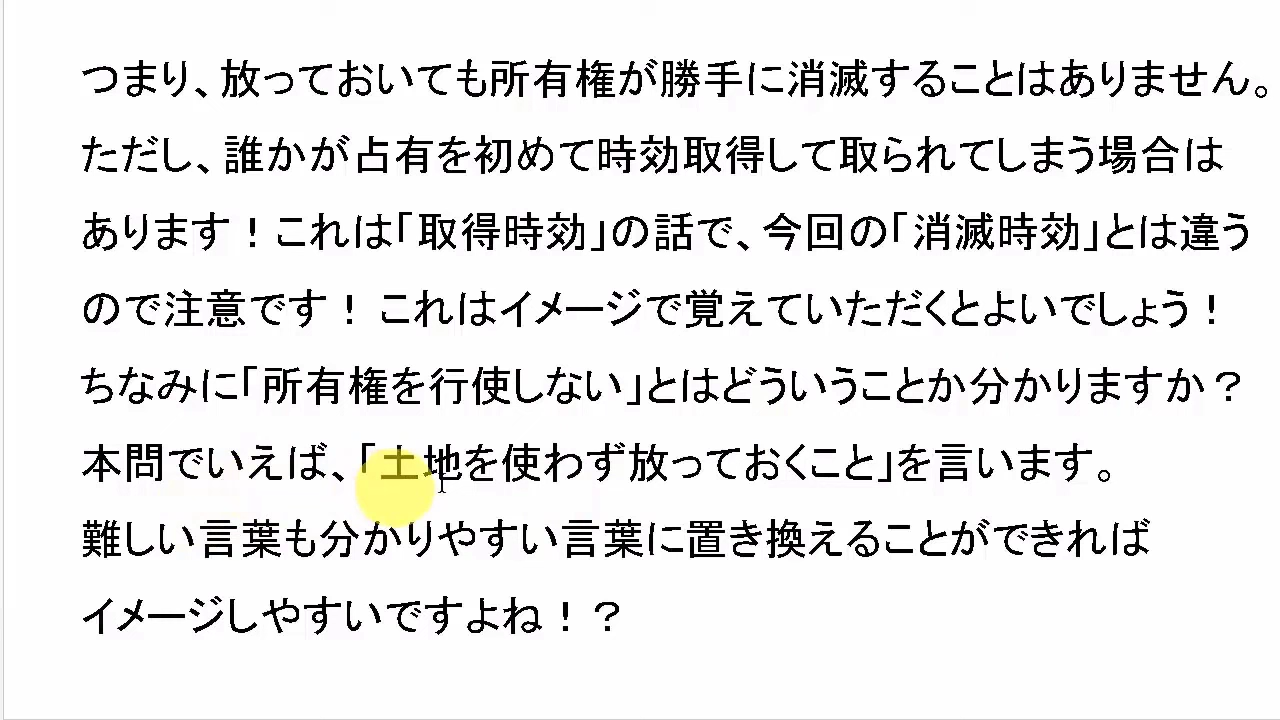 つまり、放っておいても所有権が勝手に消滅することはありません。
ただし、誰かが占有を初めて時効取得して取られてしまう場合は
あります！これは「取得時効」の話で、今回の「消滅時効」とは違う
ので注意です！ これはイメージで覚えていただくとよいでしょう！
ちなみに「所有権を行使しない」とはどういうことか分かりますか？
本問でいえば、「土地を使わず放っておくこと」を言います。
難しい言葉も分かりやすい言葉に置き換えることができれば
イメージしやすいですよね！？